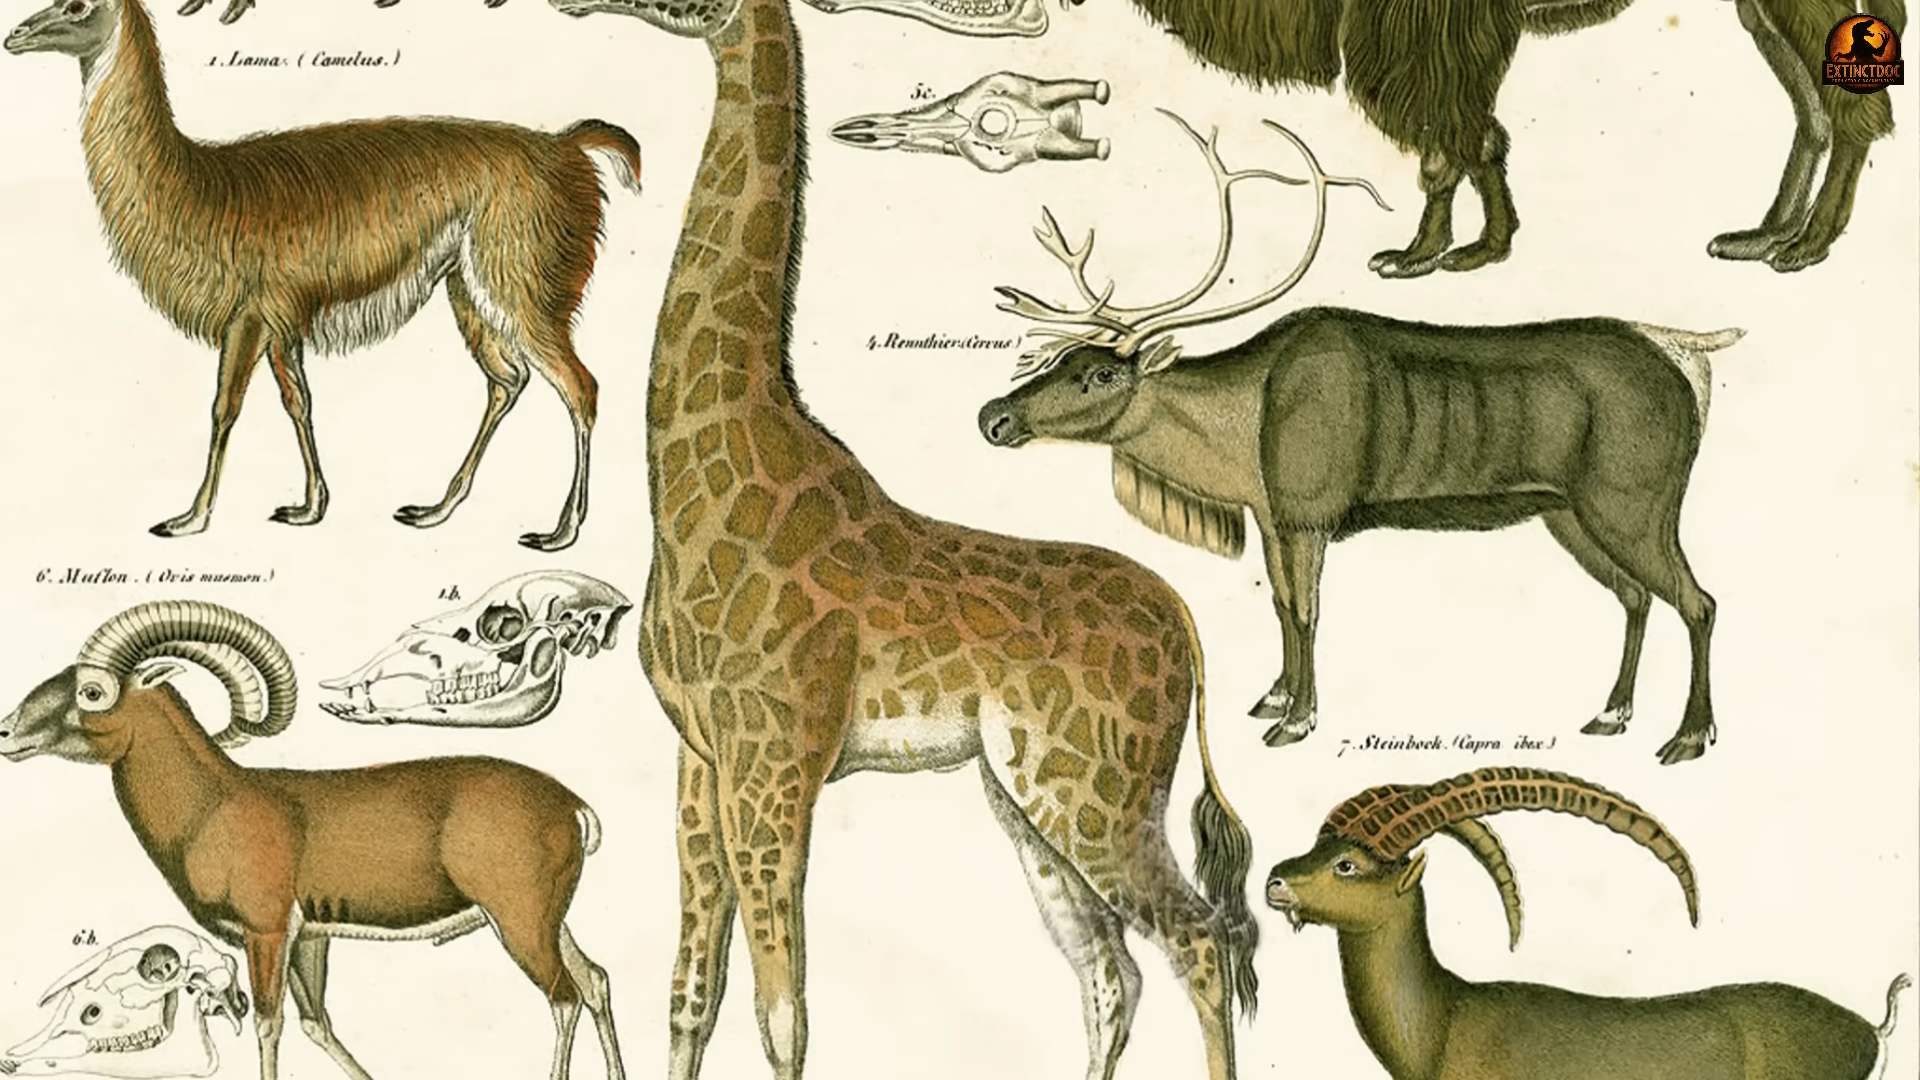 1. Lama. (Camelus.)
5c.
EXTINCTDOC
4. Rennthier (Cervus)
6. Muflon. (Ovis musmon.)
1.b.
7. Steinbock. (Capra ibex)
6.b.